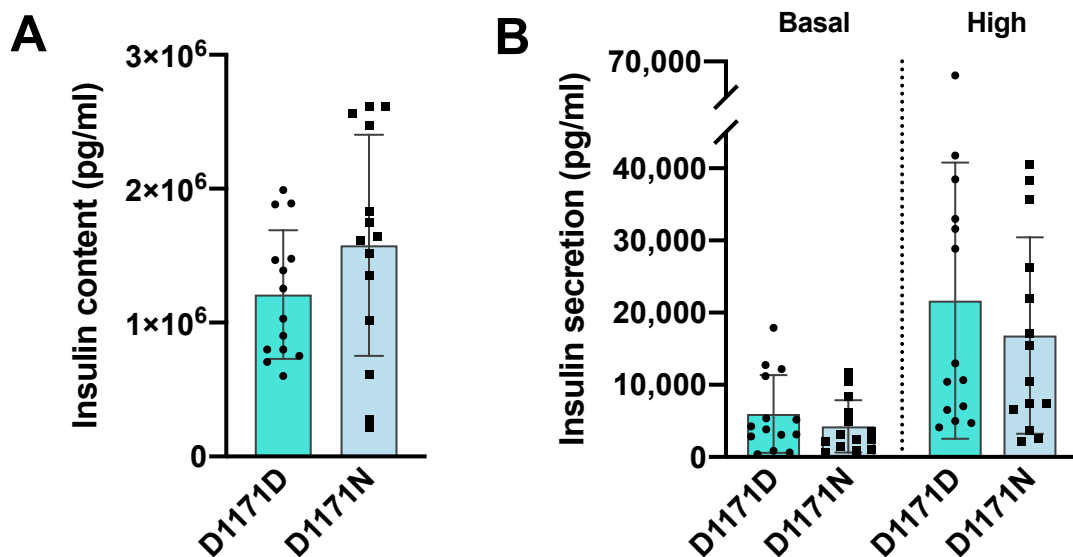 A
Insulin content (pg/ml)
3×10⁶
2×10⁶
1×10⁶
0
D1171D
D1171N
B
Basal
High
Insulin secretion (pg/ml)
70,000
40,000
30,000
20,000
10,000
0
D1171D
D1171N
D1171D
D1171N